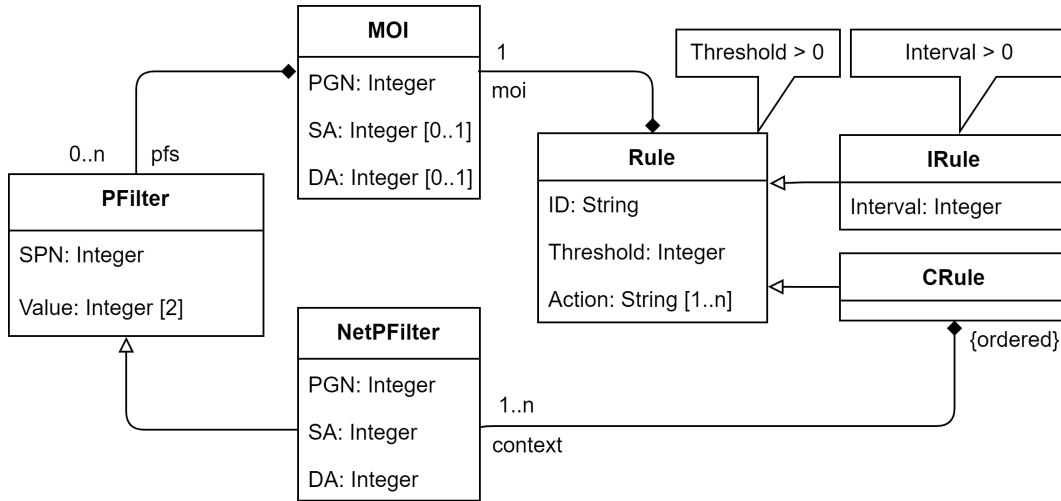 MOI
PGN: Integer
SA: Integer [0..1]
DA: Integer [0..1]
1
moi
Threshold > 0
Interval > 0
0..n
pfs
PFilter
SPN: Integer
Value: Integer [2]
Rule
ID: String
Threshold: Integer
Action: String [1..n]
IRule
Interval: Integer
CRule
{ordered}
NetPFilter
PGN: Integer
SA: Integer
DA: Integer
1..n
context